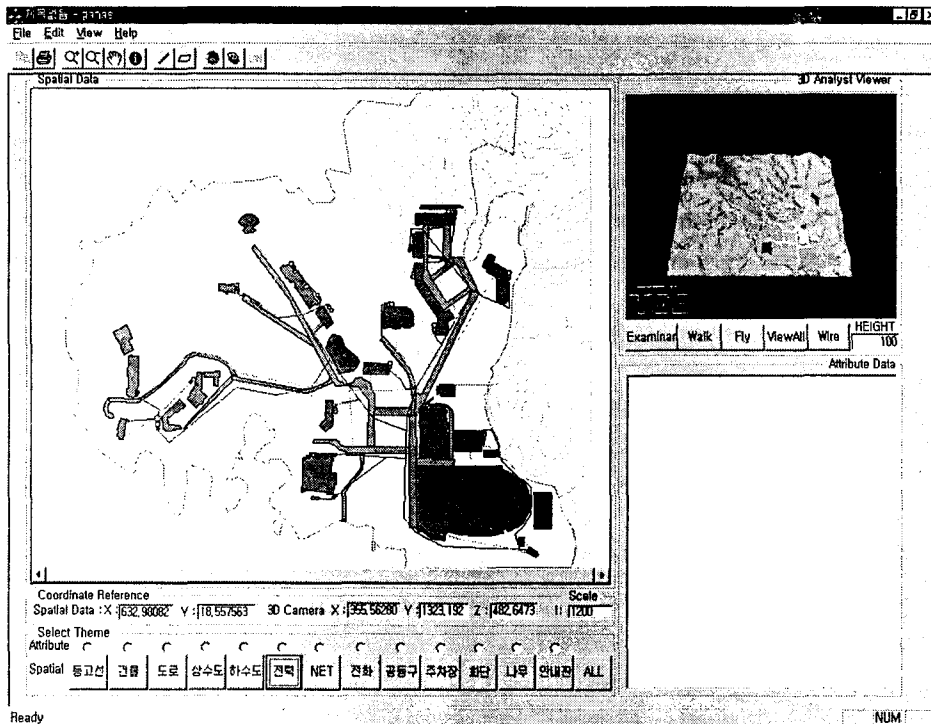 File Edit View Help
Spatial Data
3D Analyst Viewer
Examinar Walk Fly ViewAll Wire HEIGHT 100
Attribute Data
Coordinate Reference
Spatial Data : X : 632,98082 Y : 18,557563 3D Camera X : 355,56280 Y : 1323,192 Z : 482,6473 Scale 1: 1200
Select Theme
Attribute
Spatial 등고선 건물 도로 상수도 하수도 전력 NET 전화 공동구 주차장 화단 나무 안내판 ALL
Ready NUM